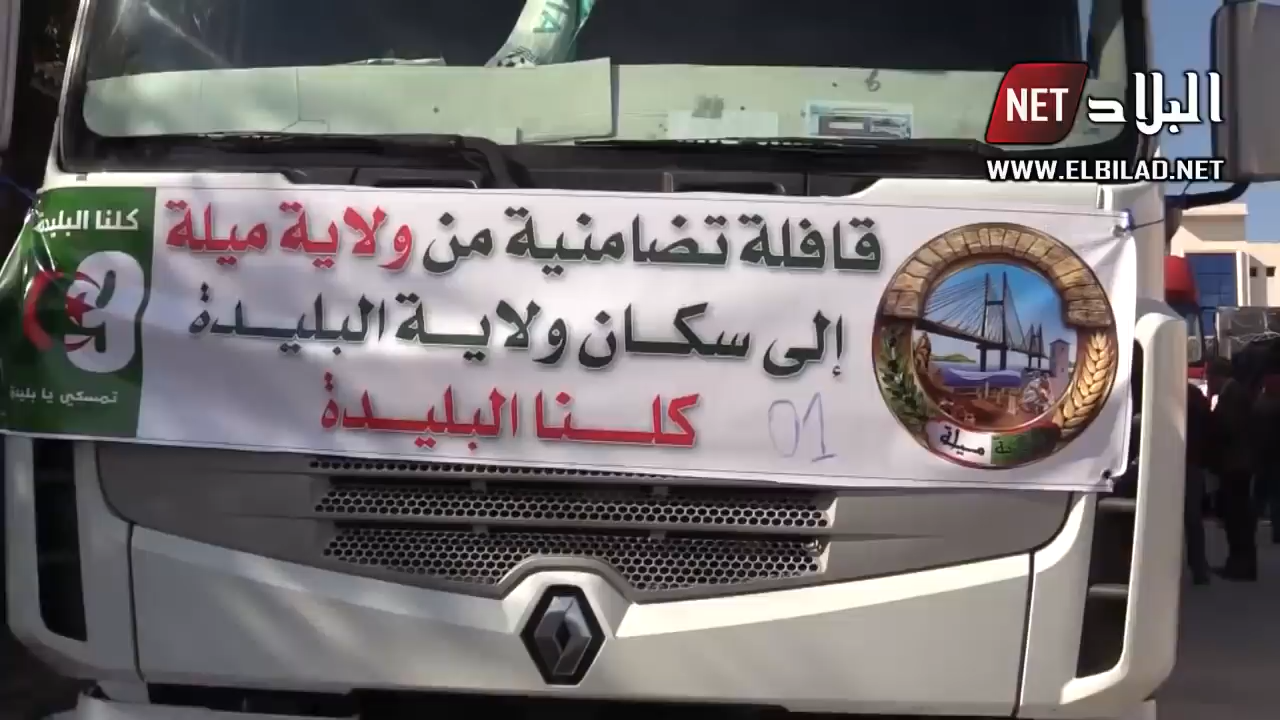 NET البلاد
WWW.ELBILAD.NET
قافلة تضامنية من ولاية ميلة
إلى سكان ولاية البليدة
كلنا البليدة
01
كلنا البليدة
تمسكي يا بليدة
ميلة